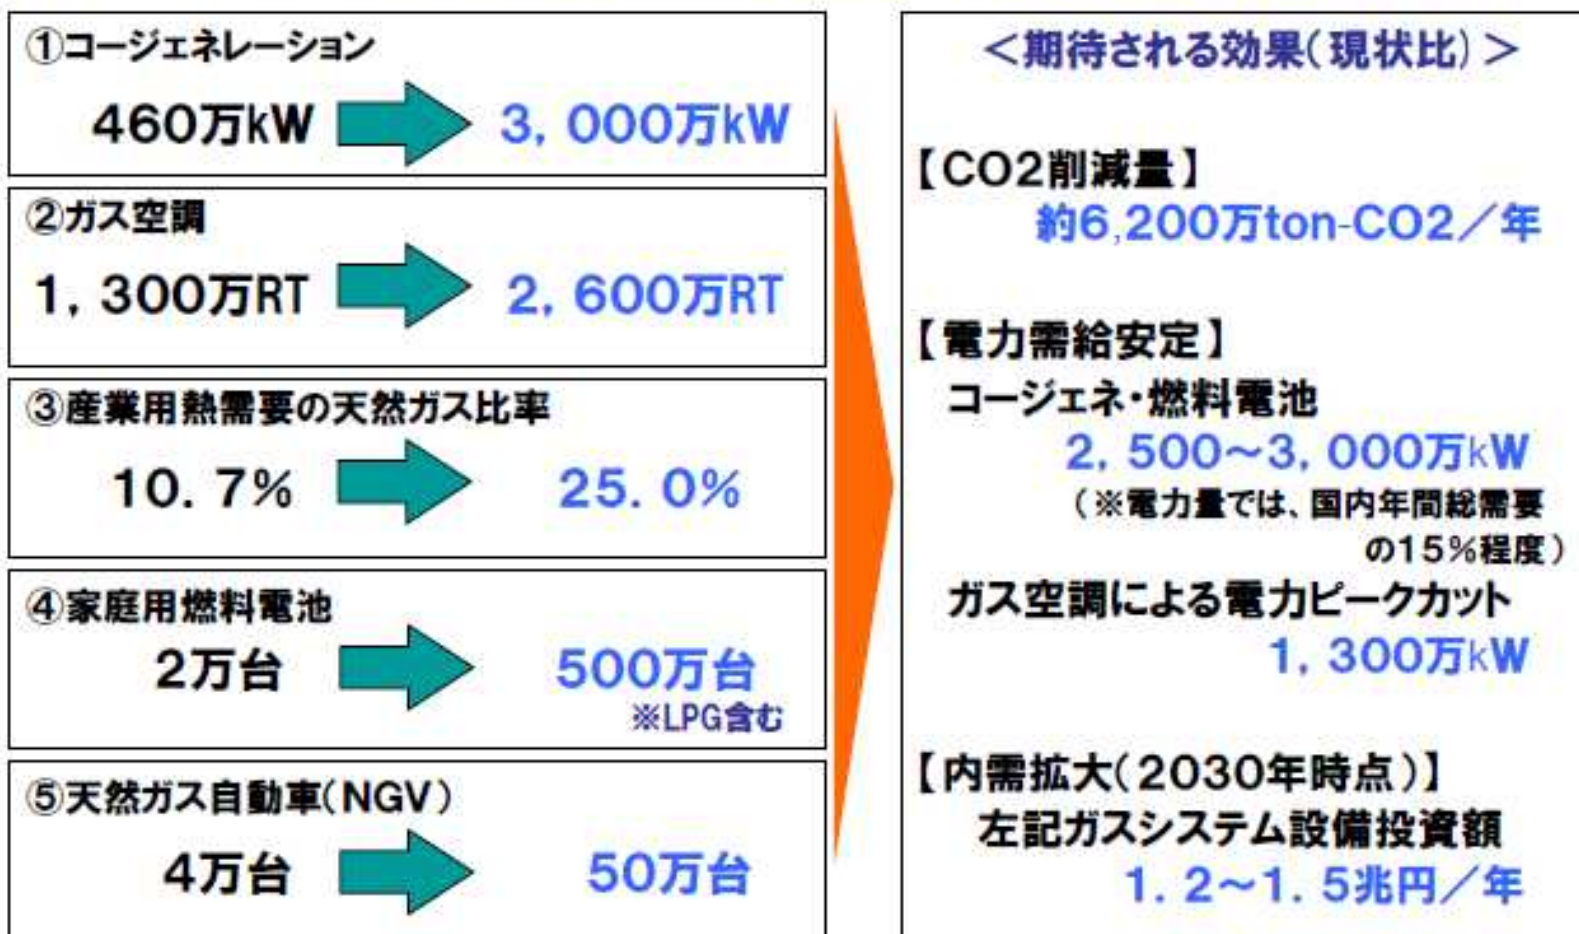 ①コージェネレーション
460万kW 3，000万kW
②ガス空調
1，300万RT 2，600万RT
③産業用熱需要の天然ガス比率
10．7% 25．0%
④家庭用燃料電池
2万台 500万台
※LPG含む
⑤天然ガス自動車(NGV)
4万台 50万台
＜期待される効果(現状比)＞
【CO2削減量】
約6,200万ton-CO2／年
【電力需給安定】
コージェネ・燃料電池
2，500～3，000万kW
（※電力量では、国内年間総需要
の15%程度）
ガス空調による電力ピークカット
1，300万kW
【内需拡大(2030年時点)】
左記ガスシステム設備投資額
1．2～1．5兆円／年